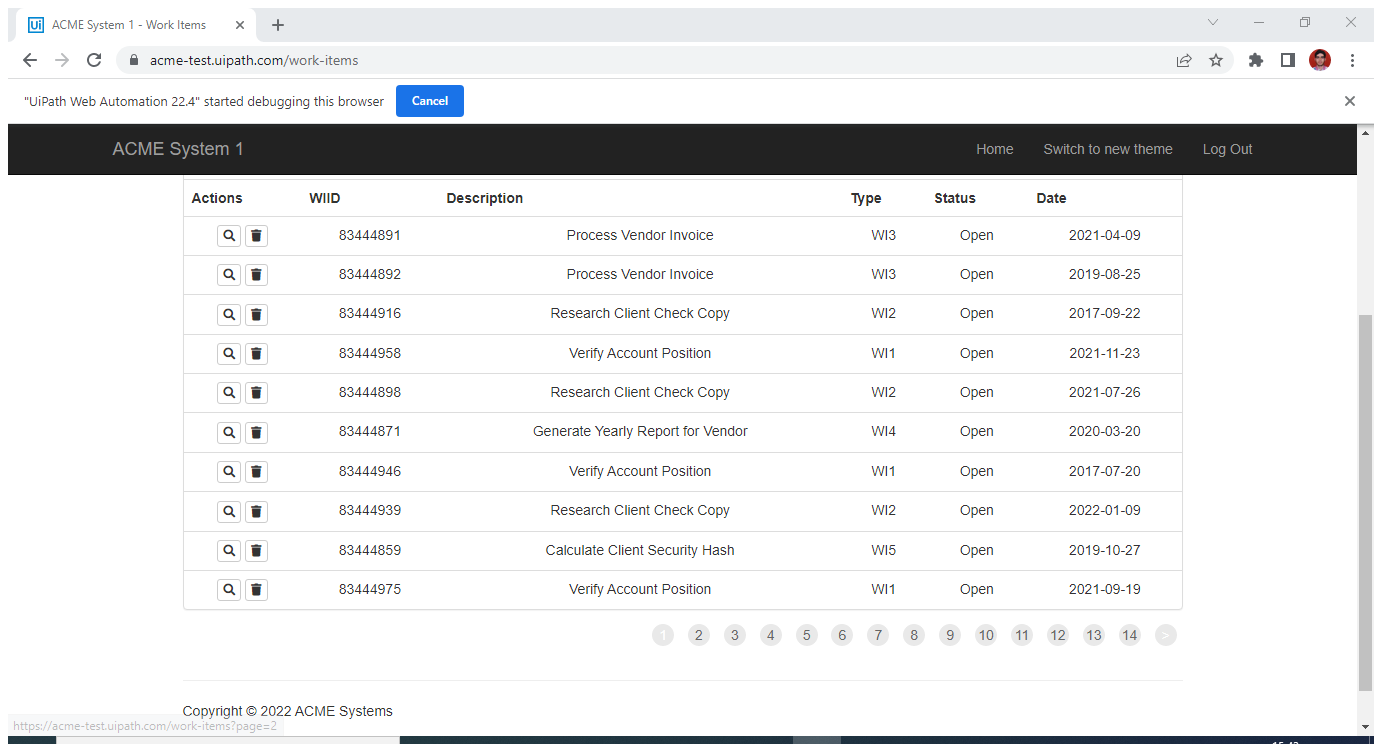 Ui ACME System 1 - Work Items
acme-test.uipath.com/work-items
"UiPath Web Automation 22.4" started debugging this browser Cancel
ACME System 1 Home Switch to new theme Log Out
Actions WIID Description Type Status Date
83444891 Process Vendor Invoice WI3 Open 2021-04-09
83444892 Process Vendor Invoice WI3 Open 2019-08-25
83444916 Research Client Check Copy WI2 Open 2017-09-22
83444958 Verify Account Position WI1 Open 2021-11-23
83444898 Research Client Check Copy WI2 Open 2021-07-26
83444871 Generate Yearly Report for Vendor WI4 Open 2020-03-20
83444946 Verify Account Position WI1 Open 2017-07-20
83444939 Research Client Check Copy WI2 Open 2022-01-09
83444859 Calculate Client Security Hash WI5 Open 2019-10-27
83444975 Verify Account Position WI1 Open 2021-09-19
1 2 3 4 5 6 7 8 9 10 11 12 13 14 >
Copyright © 2022 ACME Systems
https://acme-test.uipath.com/work-items?page=2